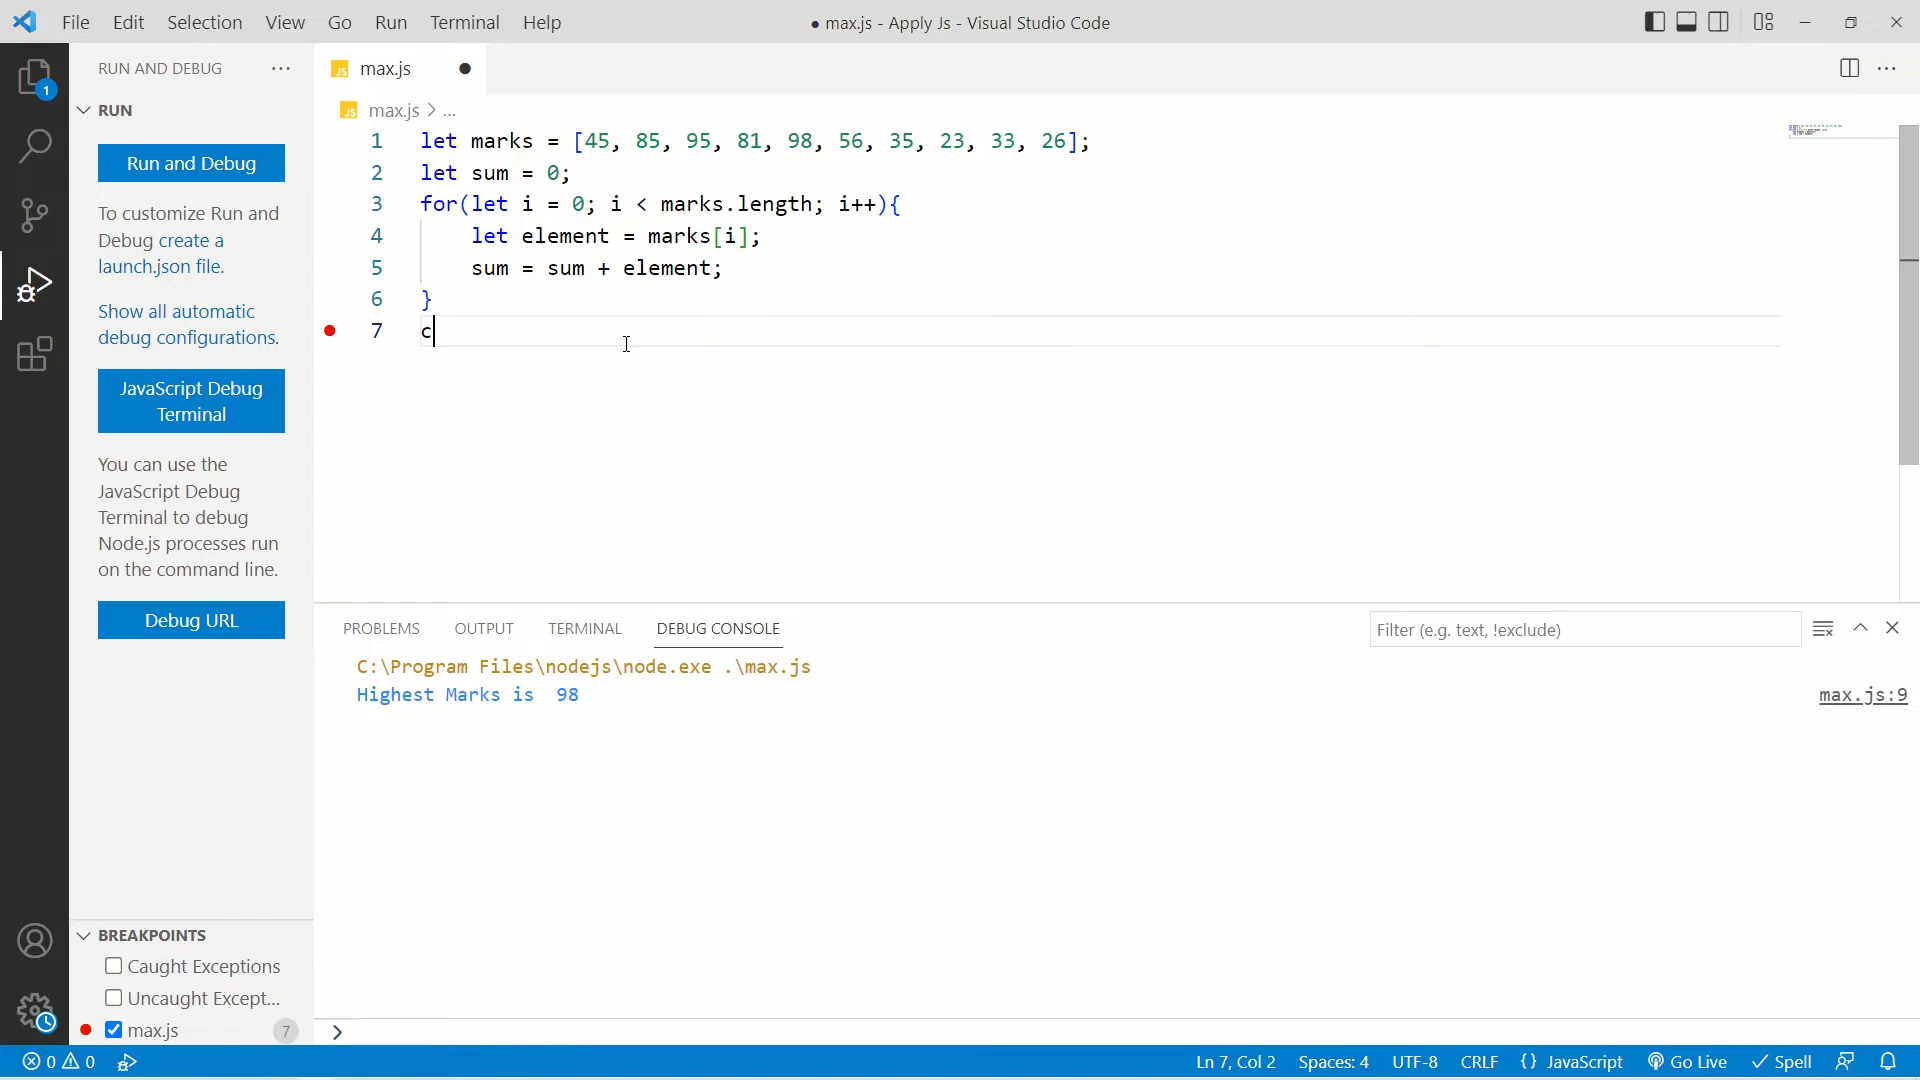 File Edit Selection View Go Run Terminal Help
● max.js - Apply Js - Visual Studio Code
1
RUN AND DEBUG ...
RUN
Run and Debug
To customize Run and
Debug create a
launch.json file.
Show all automatic
debug configurations.
JavaScript Debug
Terminal
You can use the
JavaScript Debug
Terminal to debug
Node.js processes run
on the command line.
Debug URL
BREAKPOINTS
Caught Exceptions
Uncaught Except...
max.js 7
JS max.js ●
JS max.js > ...
1 let marks = [45, 85, 95, 81, 98, 56, 35, 23, 33, 26];
2 let sum = 0;
3 for(let i = 0; i < marks.length; i++){
4 let element = marks[i];
5 sum = sum + element;
6 }
7 c
PROBLEMS OUTPUT TERMINAL DEBUG CONSOLE
Filter (e.g. text, !exclude)
C:\Program Files\nodejs\node.exe .\max.js
Highest Marks is  98 max.js:9
>
0 0
Ln 7, Col 2 Spaces: 4 UTF-8 CRLF {} JavaScript Go Live Spell